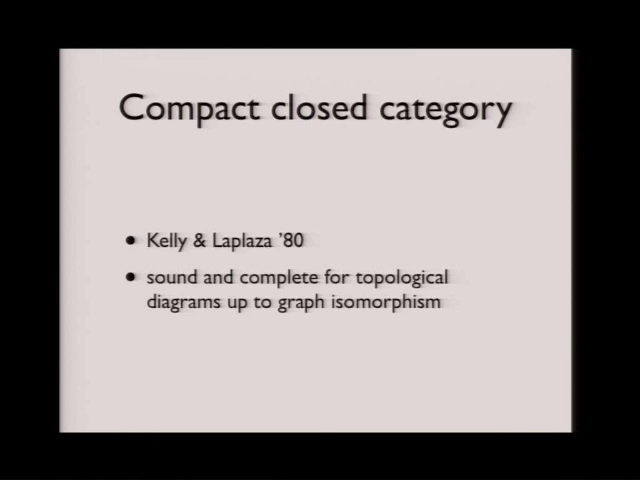 Compact closed category
• Kelly & Laplaza '80
• sound and complete for topological
diagrams up to graph isomorphism